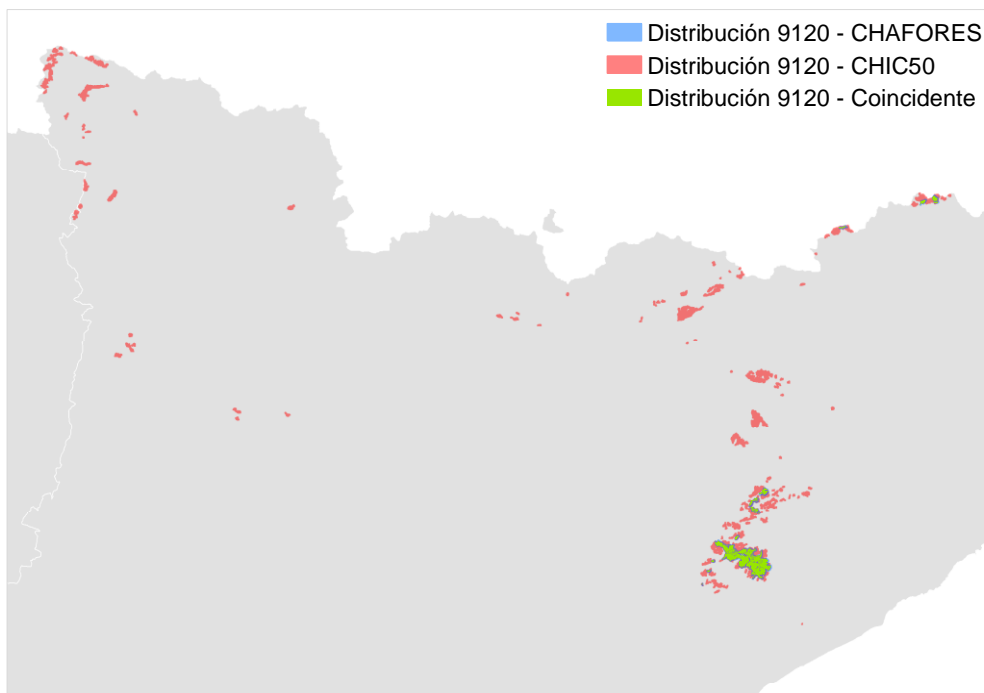 Distribución 9120 - CHAFORES
Distribución 9120 - CHIC50
Distribución 9120 - Coincidente